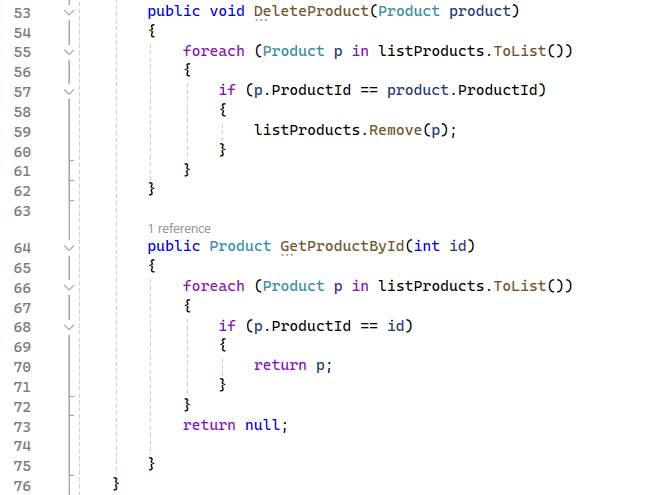 53 public void DeleteProduct(Product product)
54 {
55 foreach (Product p in listProducts.ToList())
56 {
57 if (p.ProductId == product.ProductId)
58 {
59 listProducts.Remove(p);
60 }
61 }
62 }
63
1 reference
64 public Product GetProductById(int id)
65 {
66 foreach (Product p in listProducts.ToList())
67 {
68 if (p.ProductId == id)
69 {
70 return p;
71 }
72 }
73 return null;
74
75 }
76 }